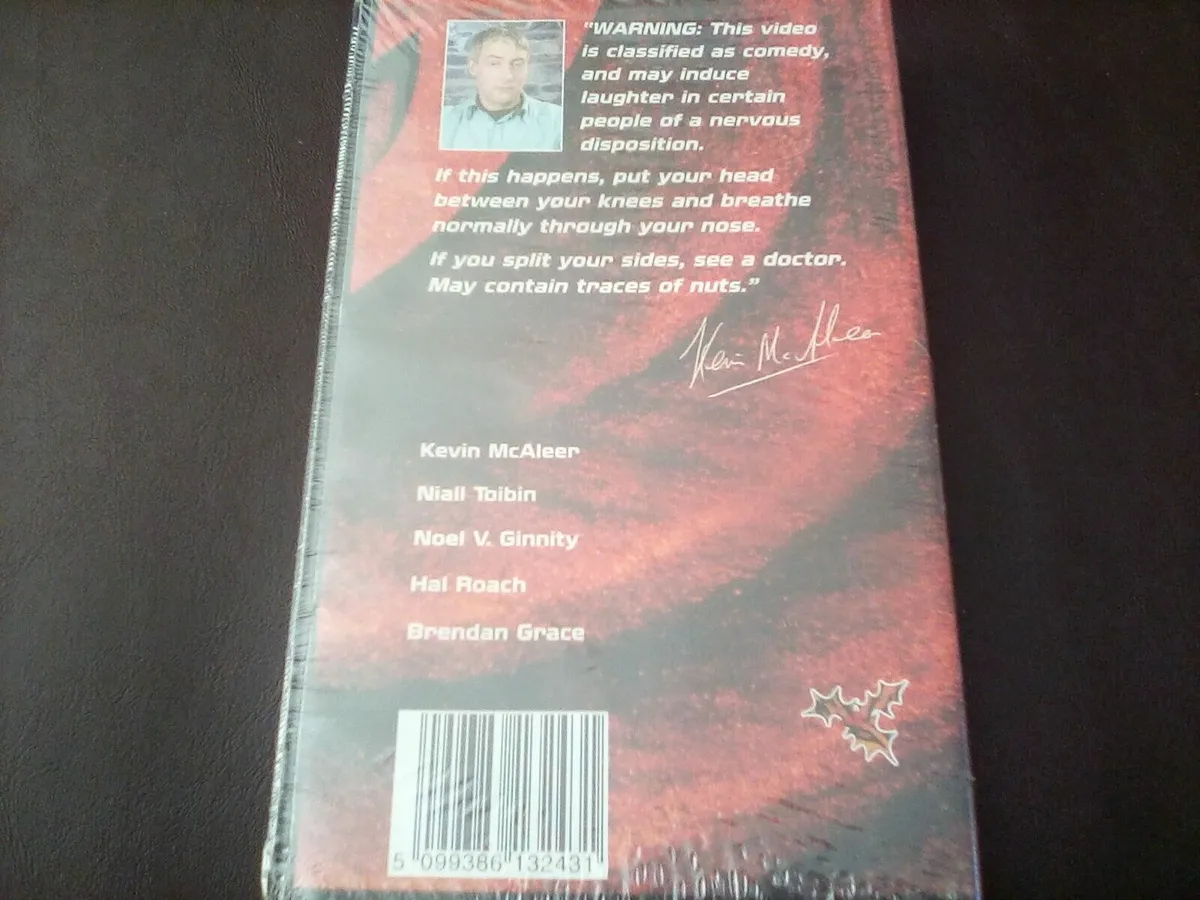 "WARNING: This video
is classified as comedy,
and may induce
laughter in certain
people of a nervous
disposition.
If this happens, put your head
between your knees and breathe
normally through your nose.
If you split your sides, see a doctor.
May contain traces of nuts."
Kevin McAleer
Kevin McAleer
Niall Toibin
Noel V. Ginnity
Hal Roach
Brendan Grace
5 099386 132431